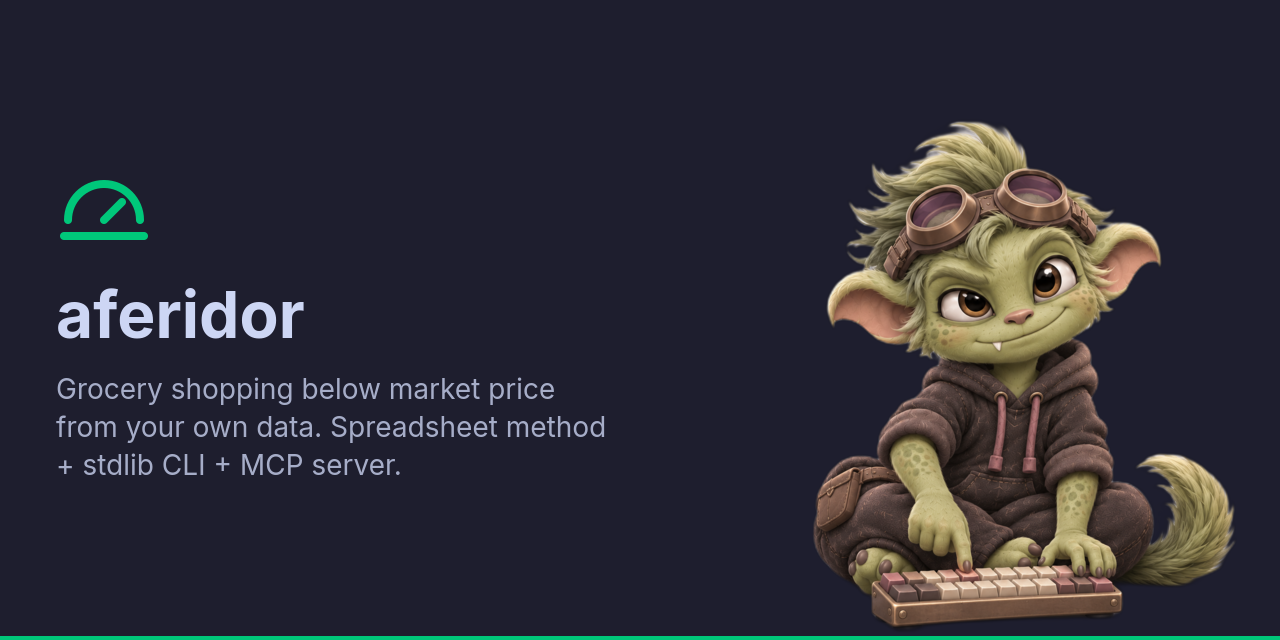 aferidor
Grocery shopping below market price
from your own data. Spreadsheet method
+ stdlib CLI + MCP server.